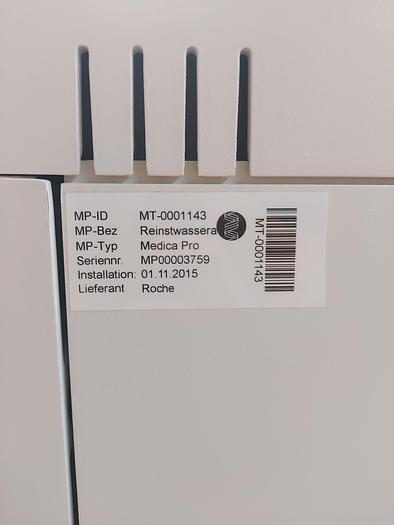 MP-ID MT-0001143
MP-Bez Reinstwassera
MP-Typ Medica Pro
Seriennr. MP00003759
Installation: 01.11.2015
Lieferant Roche
MT-0001143